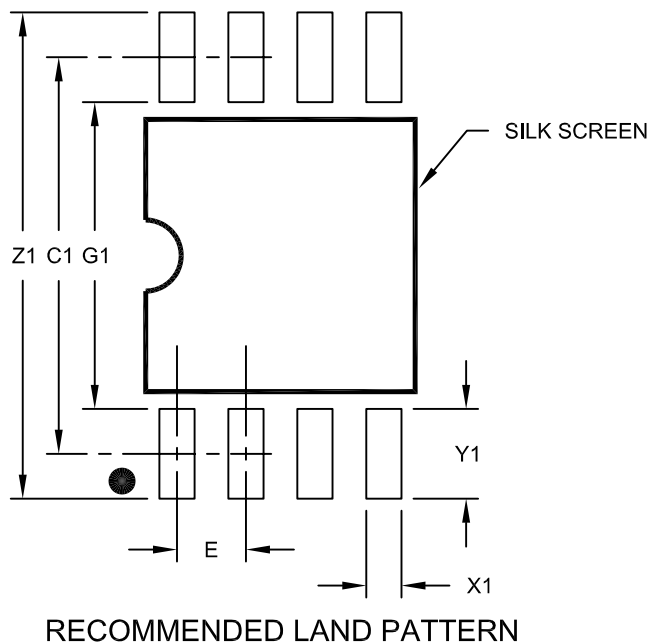 SILK SCREEN
Z1 C1 G1
Y1
E
X1
RECOMMENDED LAND PATTERN